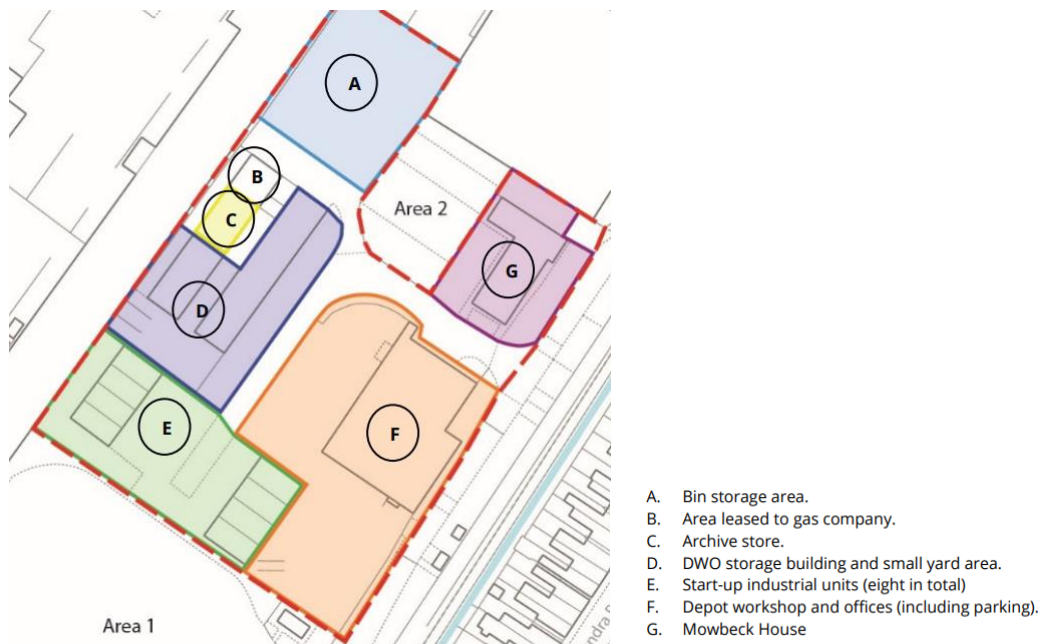 A
B
Area 2
C
G
D
E
F
Area 1
A. Bin storage area.
B. Area leased to gas company.
C. Archive store.
D. DWO storage building and small yard area.
E. Start-up industrial units (eight in total)
F. Depot workshop and offices (including parking).
G. Mowbeck House